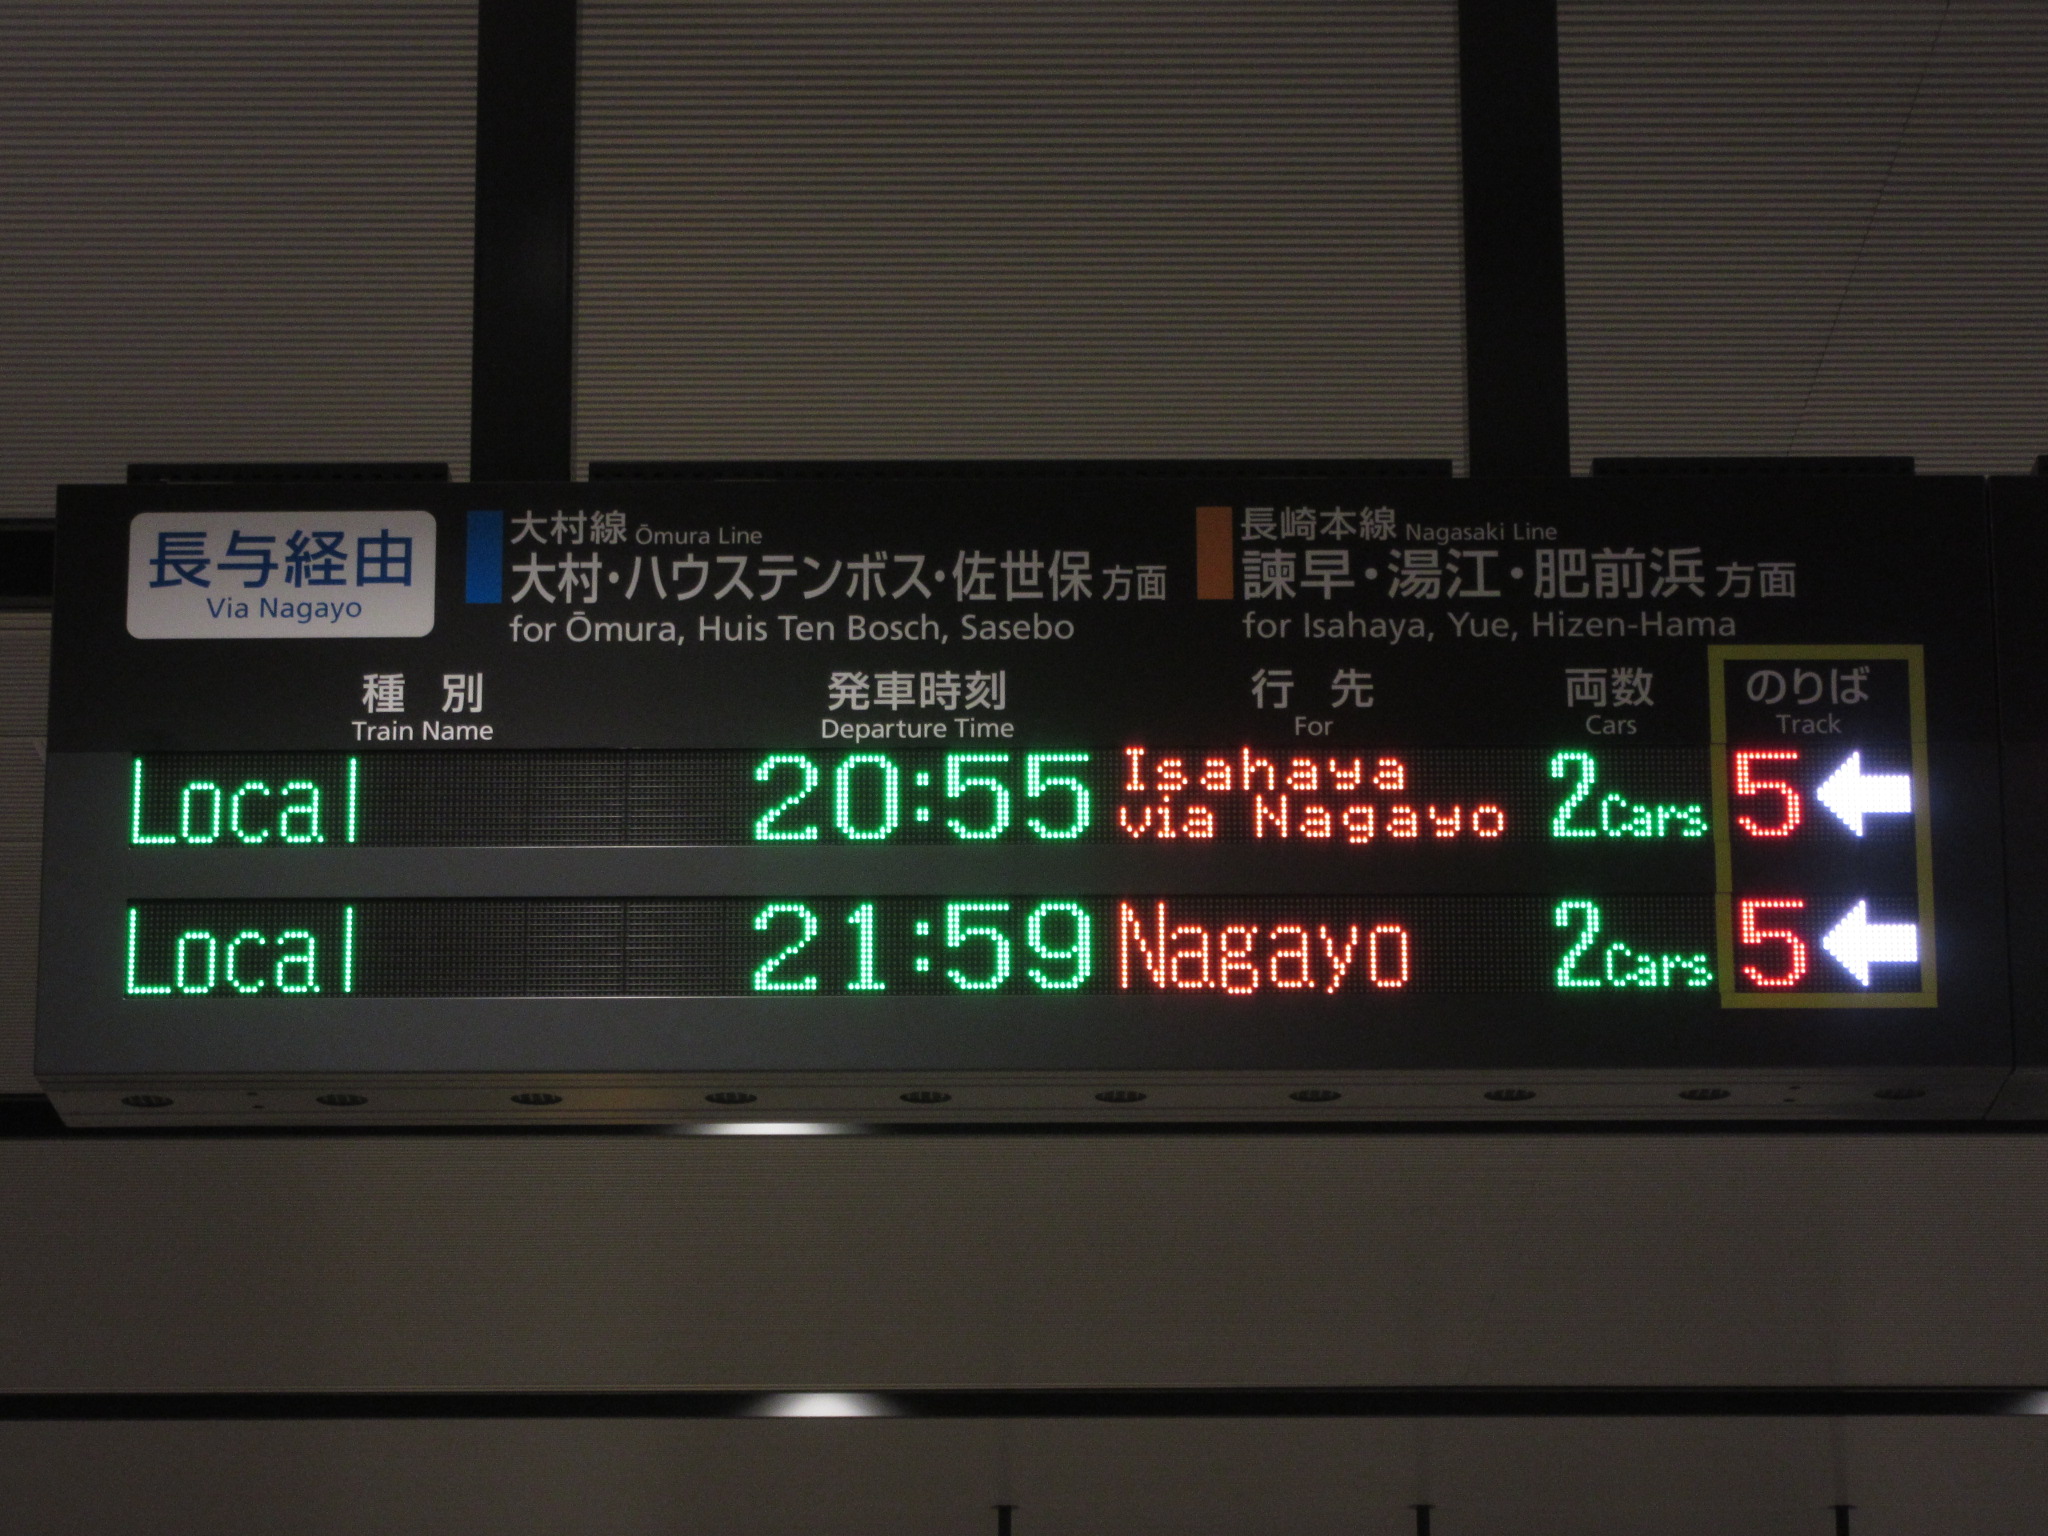 長与経由
Via Nagayo
大村線 Ōmura Line
大村・ハウステンボス・佐世保 方面
for Ōmura, Huis Ten Bosch, Sasebo
長崎本線 Nagasaki Line
諫早・湯江・肥前浜 方面
for Isahaya, Yue, Hizen-Hama
種別 発車時刻 行先 両数 のりば
Train Name Departure Time For Cars Track
Local 20:55 Isahaya via Nagayo 2Cars 5
Local 21:59 Nagayo 2Cars 5